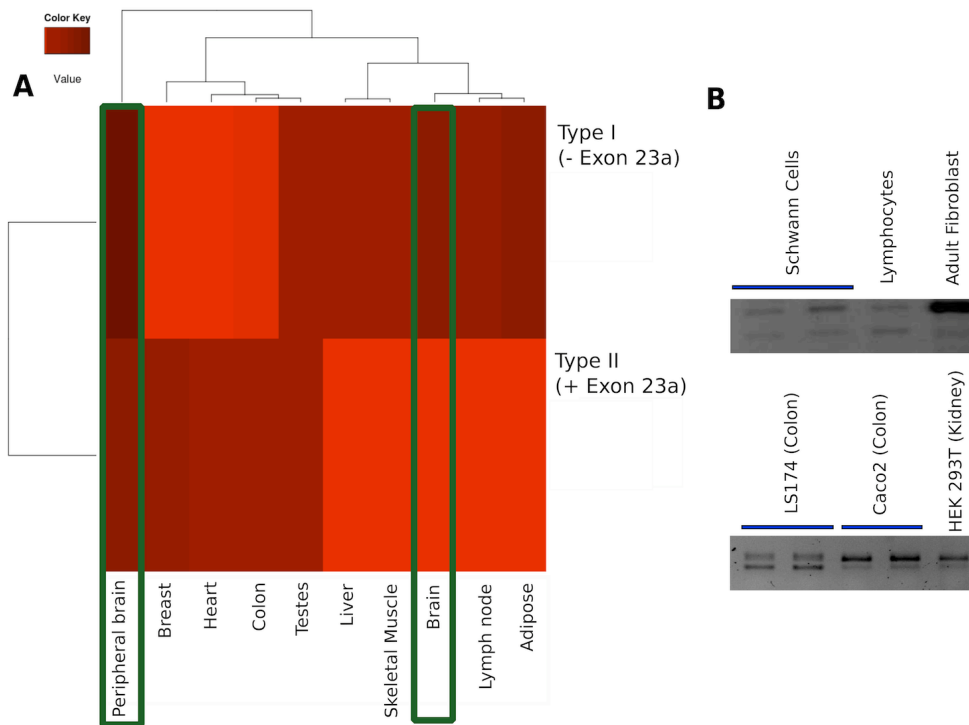 Color Key
Value
A
Type I
(- Exon 23a)
Type II
(+ Exon 23a)
Peripheral brain
Breast
Heart
Colon
Testes
Liver
Skeletal Muscle
Brain
Lymph node
Adipose
B
Schwann Cells
Lymphocytes
Adult Fibroblast
LS174 (Colon)
Caco2 (Colon)
HEK 293T (Kidney)